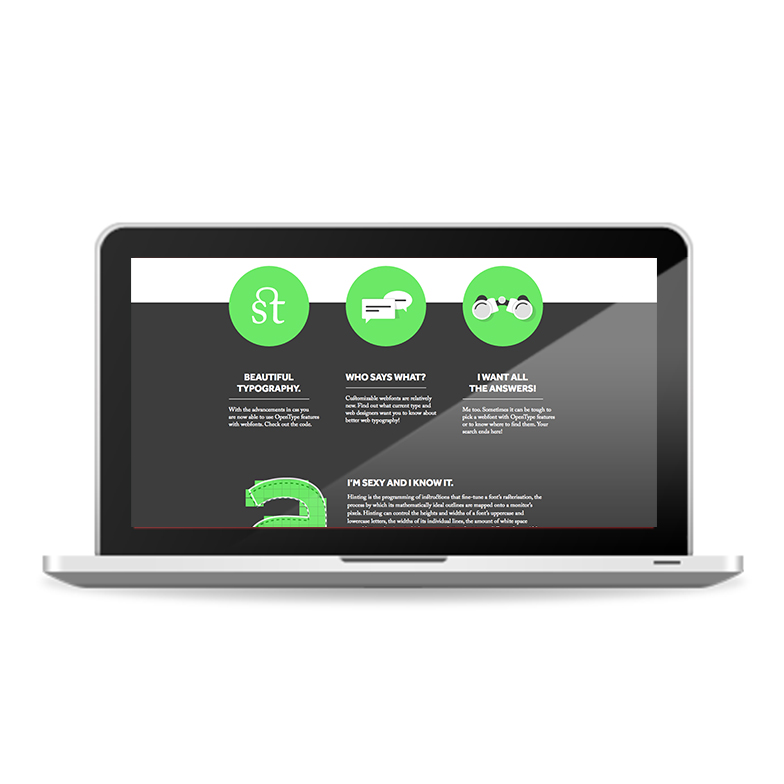 st
BEAUTIFUL
TYPOGRAPHY.
With the advancements in css you
are now able to use OpenType features
with webfonts. Check out the code.
WHO SAYS WHAT?
Customizable webfonts are relatively
new. Find out what current type and
web designers want you to know about
better web typography!
I WANT ALL
THE ANSWERS!
Me too. Sometimes it can be tough to
pick a webfont with OpenType features
or to know where to find them. Your
search ends here!
a
I'M SEXY AND I KNOW IT.
Hinting is the programing of instructions that fine-tune a font's rasterisation, the
process by which its mathematically ideal outlines are mapped onto a monitor's
pixels. Hinting can control the heights and widths of a font's uppercase and
lowercase letters, the widths of its individual lines, the amount of white space